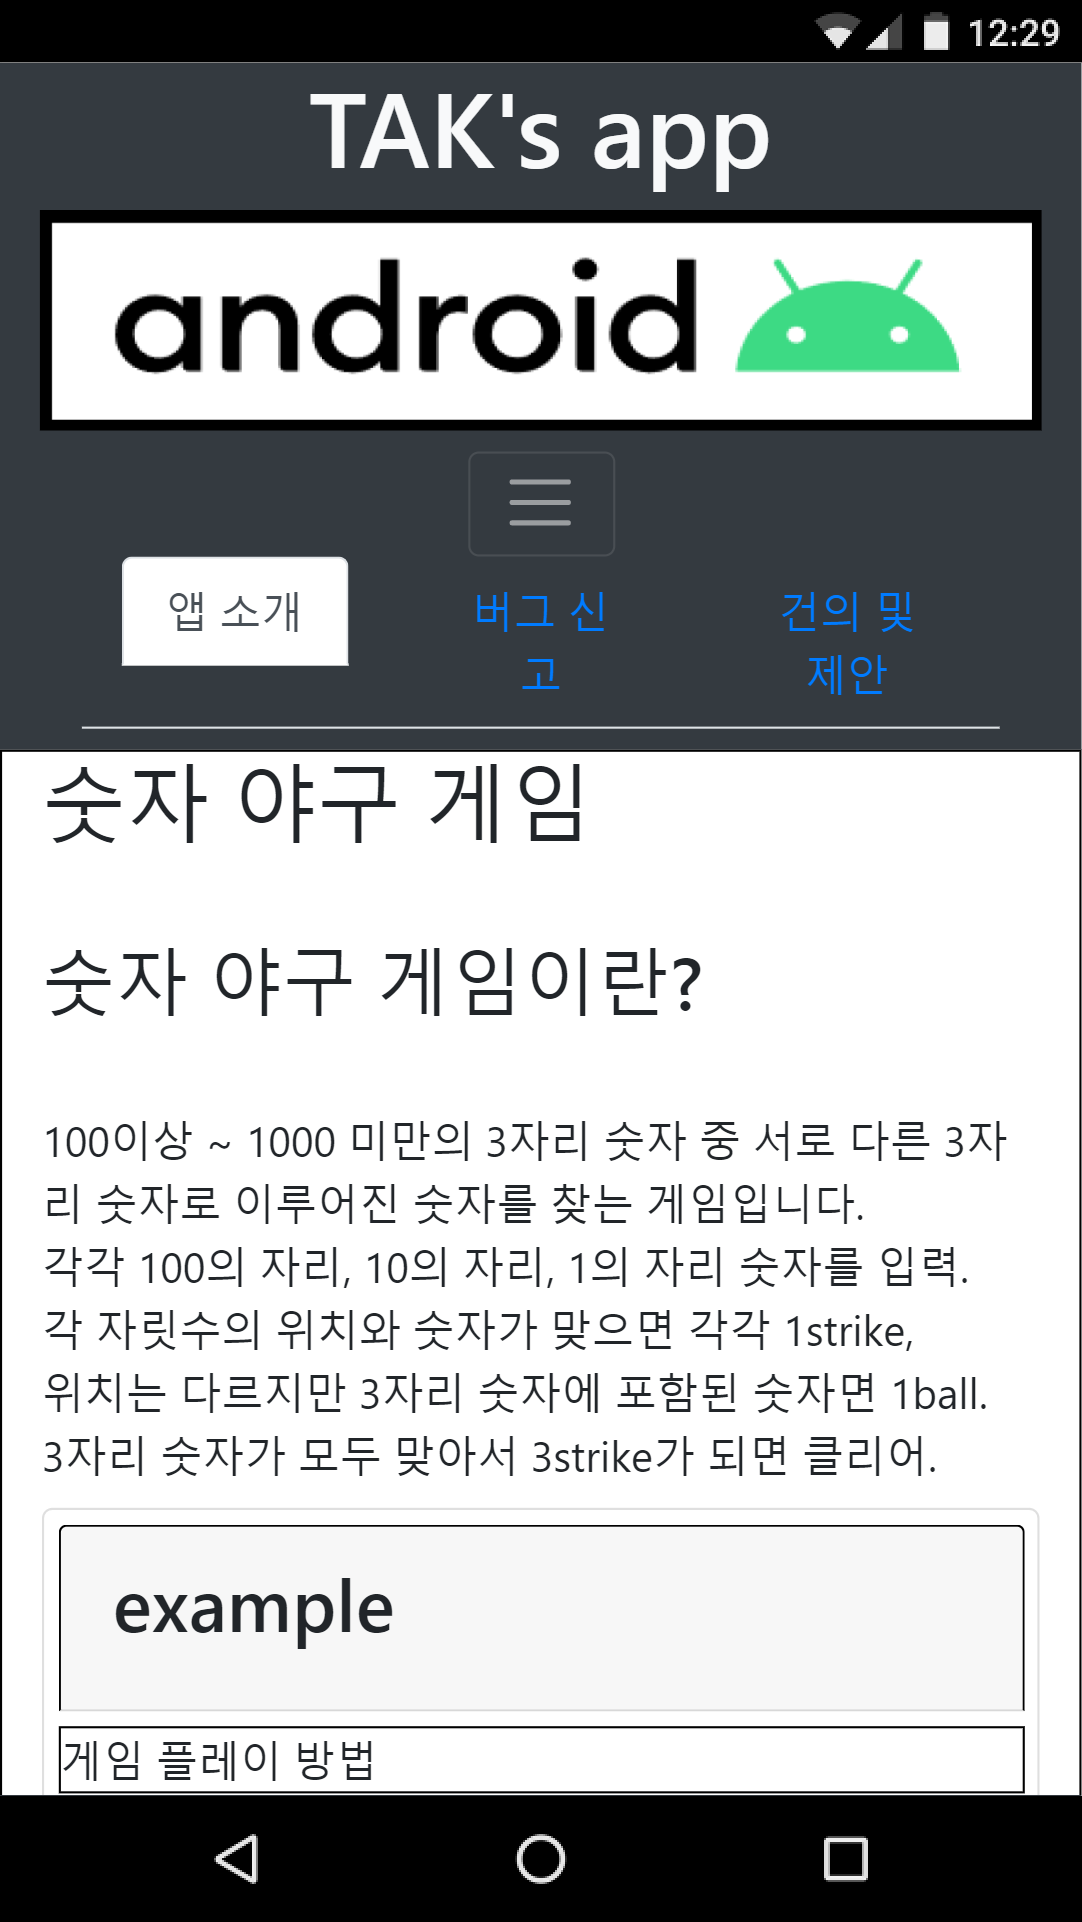 12:29
TAK's app
android
앱 소개
버그 신
고
건의 및
제안
숫자 야구 게임
숫자 야구 게임이란?
100이상 ~ 1000 미만의 3자리 숫자 중 서로 다른 3자
리 숫자로 이루어진 숫자를 찾는 게임입니다.
각각 100의 자리, 10의 자리, 1의 자리 숫자를 입력.
각 자릿수의 위치와 숫자가 맞으면 각각 1strike,
위치는 다르지만 3자리 숫자에 포함된 숫자면 1ball.
3자리 숫자가 모두 맞아서 3strike가 되면 클리어.
example
게임 플레이 방법